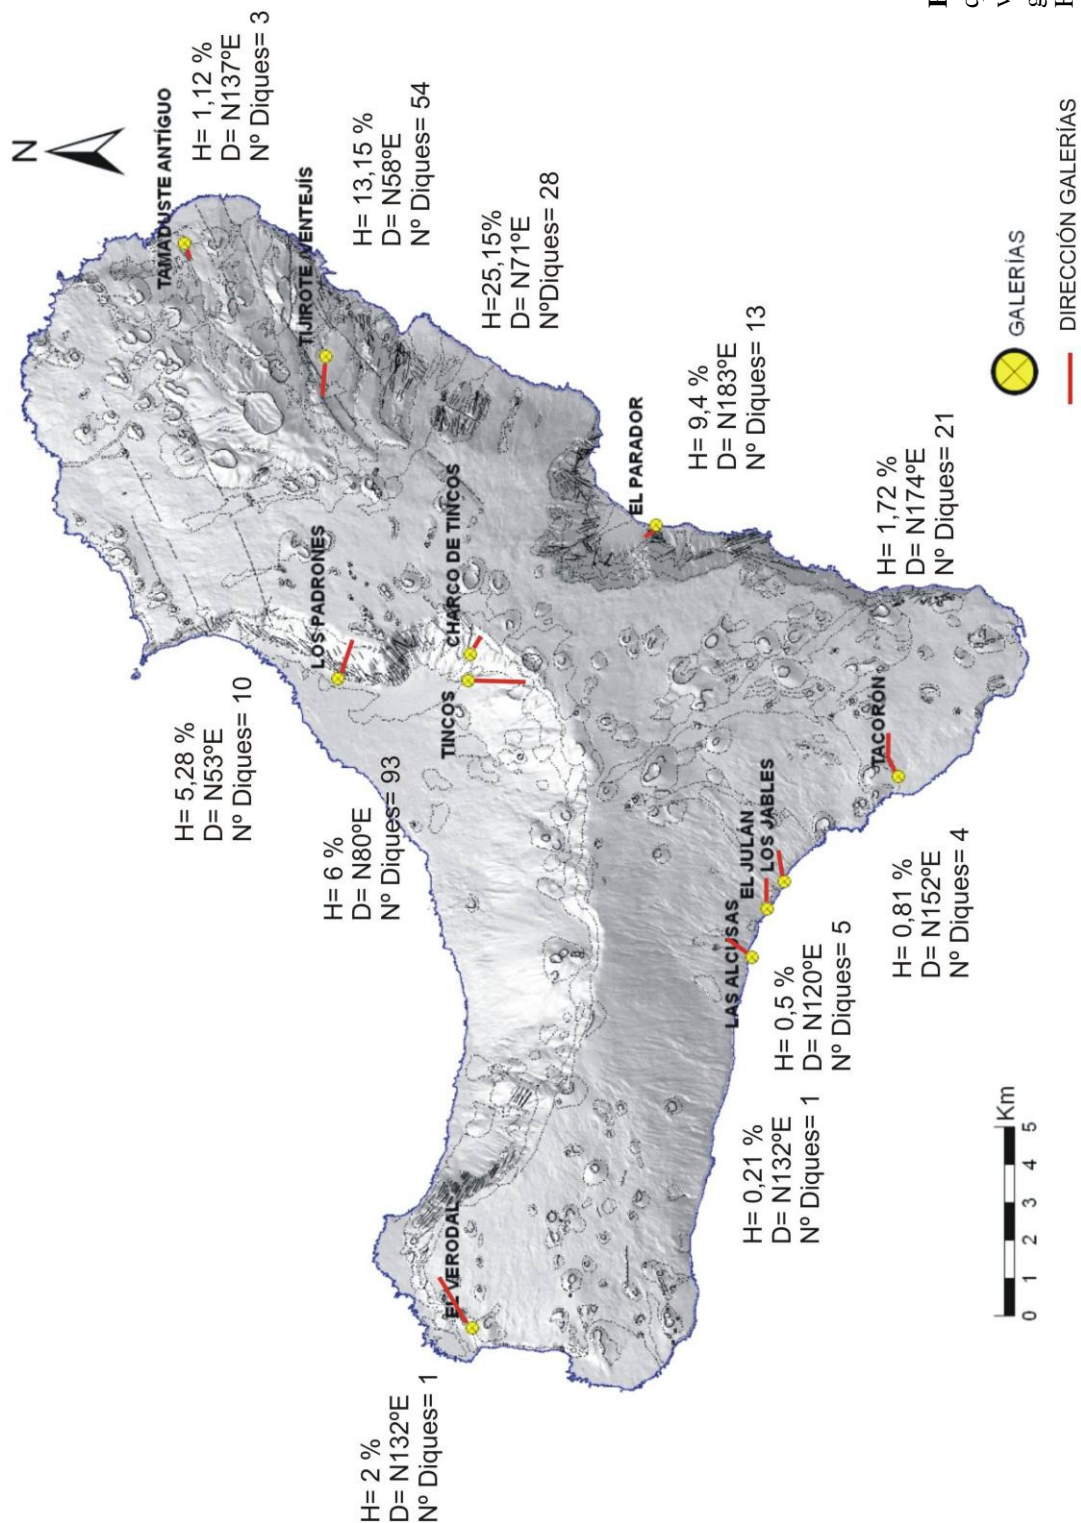 N
TAMADUSTE ANTÍGUO
H= 1,12 %
D= N137ºE
Nº Diques= 3
H= 5,28 %
D= N53ºE
Nº Diques= 10
LOS PADRONES
TIJIROTE /VENTEJÍS
H= 13,15 %
D= N58ºE
Nº Diques= 54
H= 6 %
D= N80ºE
Nº Diques= 93
TINCOS
CHARCO DE TINCOS
H=25,15%
D= N71ºE
NºDiques= 28
H= 2 %
D= N132ºE
Nº Diques= 1
EL VERODAL
EL PARADOR
H= 9,4 %
D= N183ºE
Nº Diques= 13
LAS ALCUSAS
EL JULÁN
LOS JABLES
H= 0,21 %
D= N132ºE
Nº Diques= 1
H= 0,5 %
D= N120ºE
Nº Diques= 5
TACORÓN
H= 0,81 %
D= N152ºE
Nº Diques= 4
H= 1,72 %
D= N174ºE
Nº Diques= 21
Km
0 1 2 3 4 5
GALERÍAS
DIRECCIÓN GALERÍAS